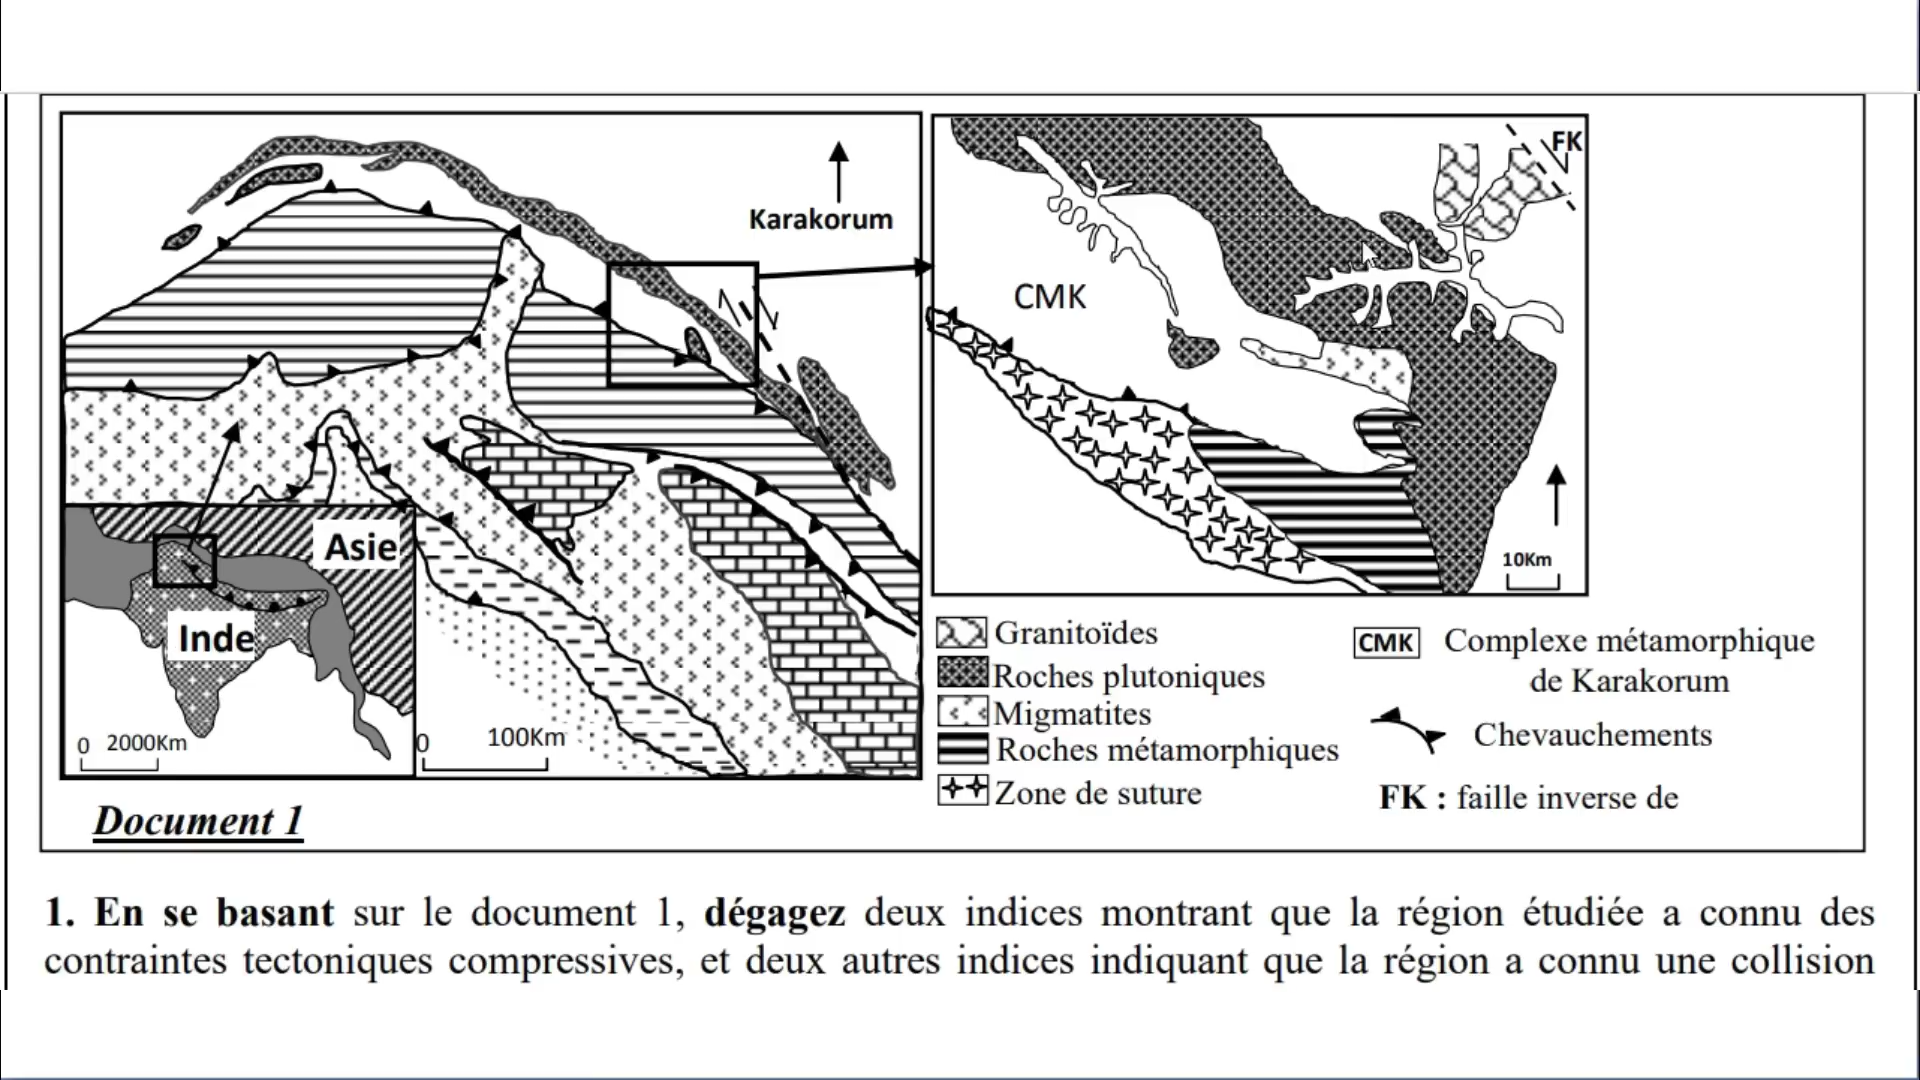 Karakorum
Asie
Inde
0 2000Km
0 100Km
FK
CMK
10Km
Granitoïdes
Roches plutoniques
Migmatites
Roches métamorphiques
Zone de suture
CMK Complexe métamorphique
de Karakorum
Chevauchements
FK : faille inverse de
Document 1
1. En se basant sur le document 1, dégagez deux indices montrant que la région étudiée a connu des
contraintes tectoniques compressives, et deux autres indices indiquant que la région a connu une collision